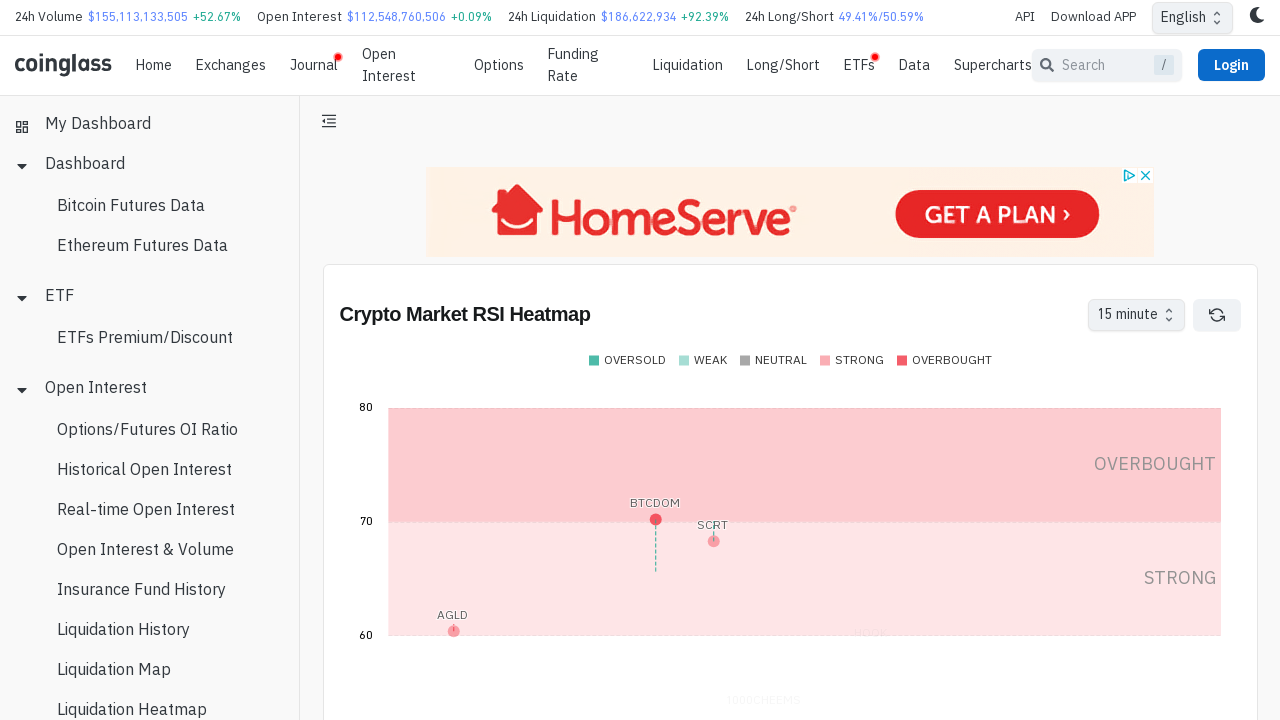 24h Volume $155,113,133,505 +52.67% Open Interest $112,548,760,506 +0.09% 24h Liquidation $186,622,934 +92.39% 24h Long/Short 49.41%/50.59% API Download APP English
coinglass Home Exchanges Journal Open Interest Options Funding Rate Liquidation Long/Short ETFs Data Supercharts Search / Login
My Dashboard
Dashboard
Bitcoin Futures Data
Ethereum Futures Data
ETF
ETFs Premium/Discount
Open Interest
Options/Futures OI Ratio
Historical Open Interest
Real-time Open Interest
Open Interest & Volume
Insurance Fund History
Liquidation History
Liquidation Map
Liquidation Heatmap
HomeServe GET A PLAN ›
Crypto Market RSI Heatmap 15 minute
OVERSOLD WEAK NEUTRAL STRONG OVERBOUGHT
80
OVERBOUGHT
BTCDOM
70
SCRT
STRONG
AGLD
60
1000CHEEMS